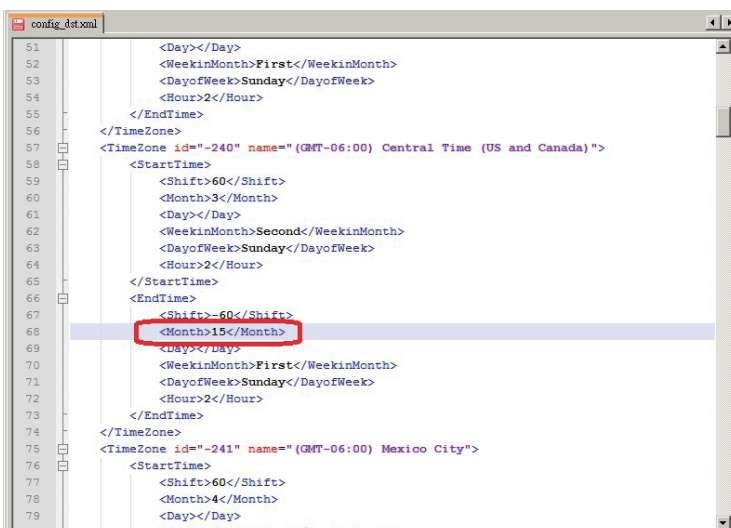 config_dst.xml
51 <Day></Day>
52 <WeekinMonth>First</WeekinMonth>
53 <DayofWeek>Sunday</DayofWeek>
54 <Hour>2</Hour>
55 </EndTime>
56 </TimeZone>
57 <TimeZone id="-240" name="(GMT-06:00) Central Time (US and Canada)">
58 <StartTime>
59 <Shift>60</Shift>
60 <Month>3</Month>
61 <Day></Day>
62 <WeekinMonth>Second</WeekinMonth>
63 <DayofWeek>Sunday</DayofWeek>
64 <Hour>2</Hour>
65 </StartTime>
66 <EndTime>
67 <Shift>-60</Shift>
68 <Month>15</Month>
69 <Day></Day>
70 <WeekinMonth>First</WeekinMonth>
71 <DayofWeek>Sunday</DayofWeek>
72 <Hour>2</Hour>
73 </EndTime>
74 </TimeZone>
75 <TimeZone id="-241" name="(GMT-06:00) Mexico City">
76 <StartTime>
77 <Shift>60</Shift>
78 <Month>4</Month>
79 <Day></Day>